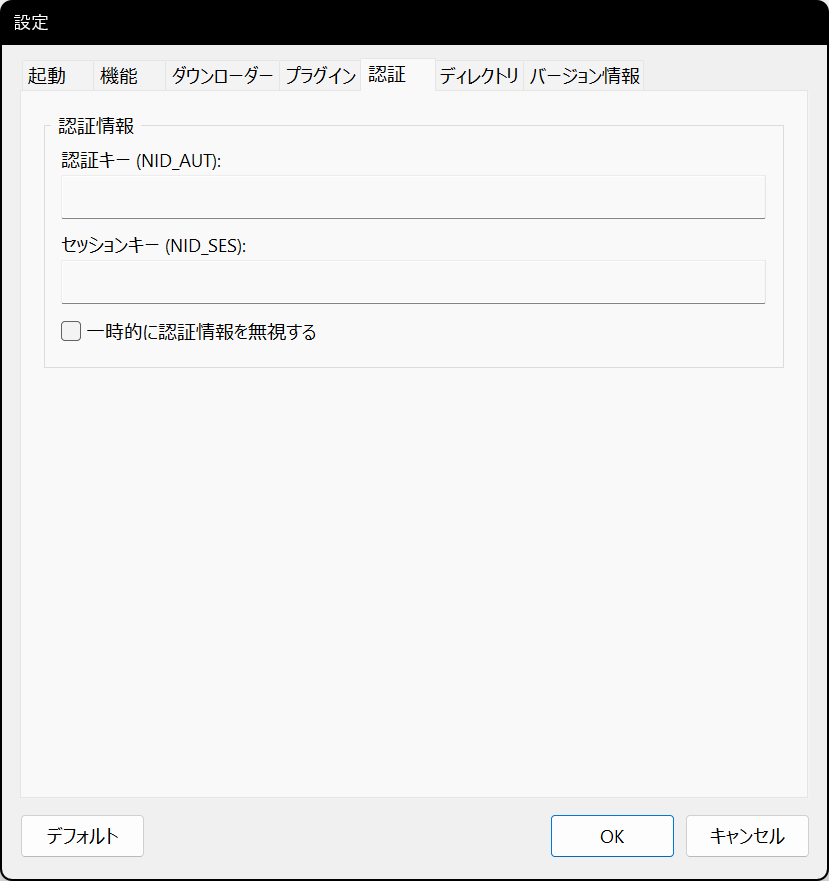 設定
起動 機能 ダウンローダー プラグイン 認証 ディレクトリ バージョン情報
認証情報
認証キー (NID_AUT):
セッションキー (NID_SES):
一時的に認証情報を無視する
デフォルト OK キャンセル